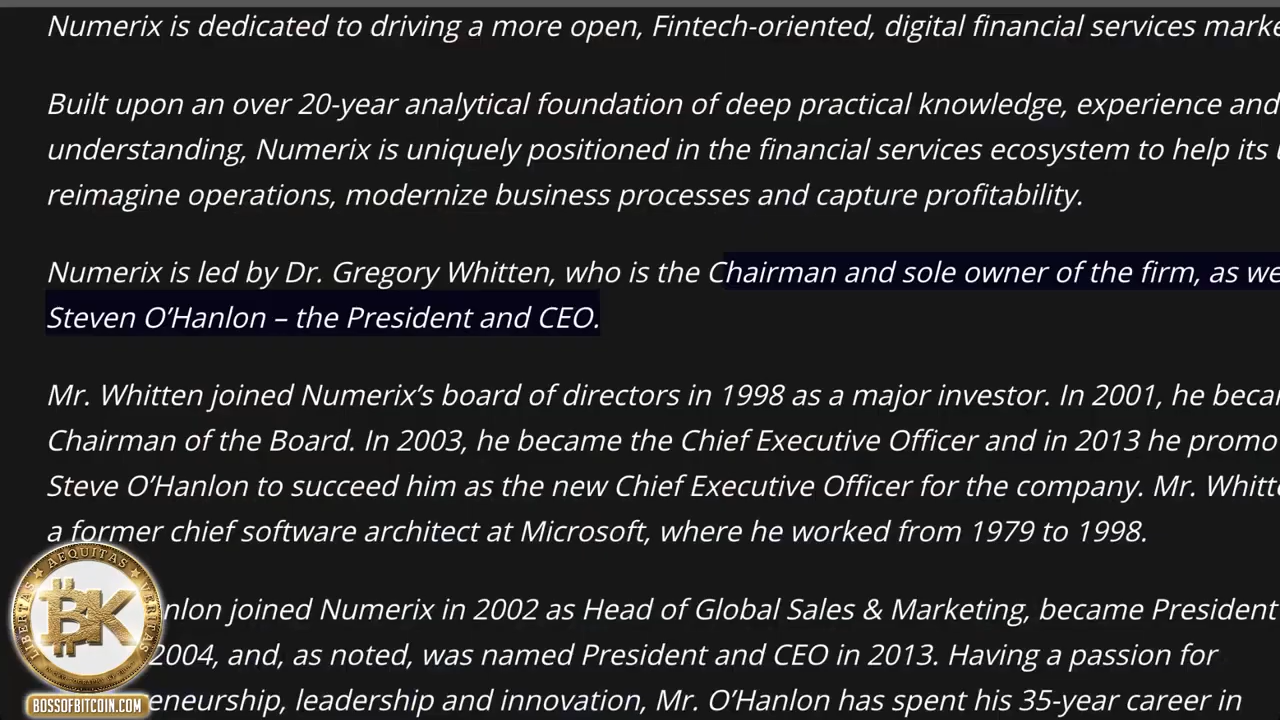 Numerix is dedicated to driving a more open, Fintech-oriented, digital financial services
Built upon an over 20-year analytical foundation of deep practical knowledge, experience and
understanding, Numerix is uniquely positioned in the financial services ecosystem to help its
reimagine operations, modernize business processes and capture profitability.
Numerix is led by Dr. Gregory Whitten, who is the Chairman and sole owner of the firm, as
Steven O’Hanlon – the President and CEO.
Mr. Whitten joined Numerix’s board of directors in 1998 as a major investor. In 2001, he
Chairman of the Board. In 2003, he became the Chief Executive Officer and in 2013 he
Steve O’Hanlon to succeed him as the new Chief Executive Officer for the company. Mr.
a former chief software architect at Microsoft, where he worked from 1979 to 1998.
joined Numerix in 2002 as Head of Global Sales & Marketing, became President
2004, and, as noted, was named President and CEO in 2013. Having a passion for
leadership and innovation, Mr. O’Hanlon has spent his 35-year career in
LIBERTAS AEQUITAS VERITAS
BK
BOSSOFBITCOIN.COM